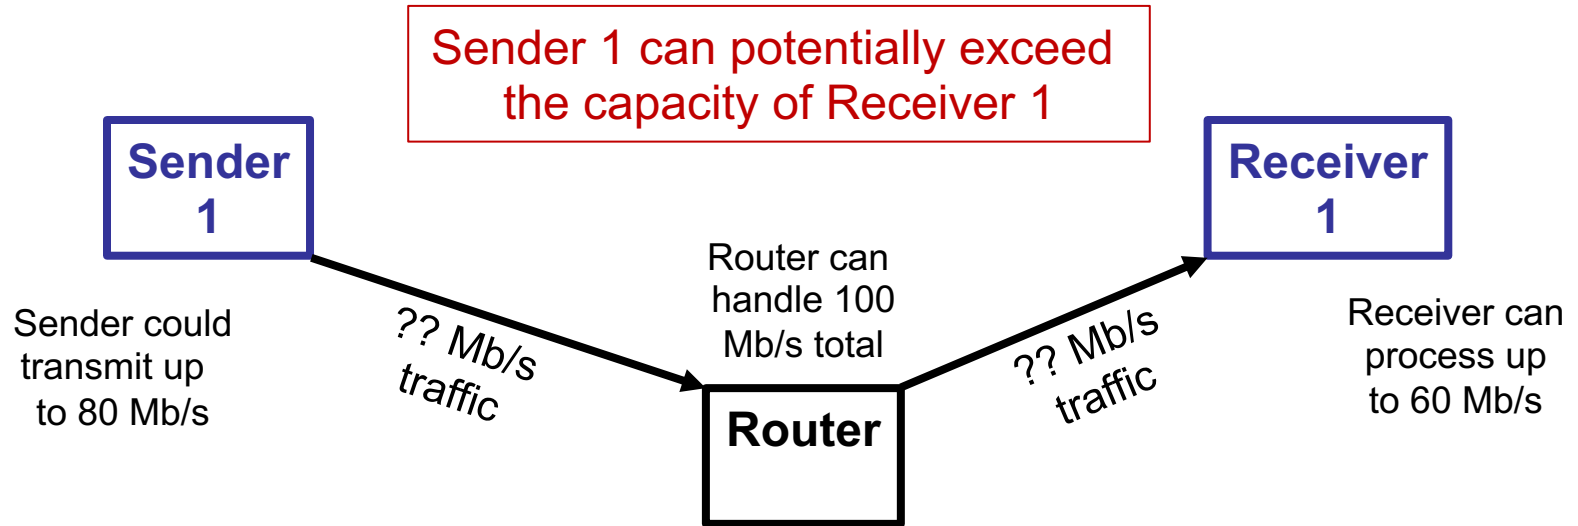 Sender 1 can potentially exceed
the capacity of Receiver 1
Sender
1
Receiver
1
Sender could
transmit up
to 80 Mb/s
?? Mb/s
traffic
Router can
handle 100
Mb/s total
?? Mb/s
traffic
Receiver can
process up
to 60 Mb/s
Router